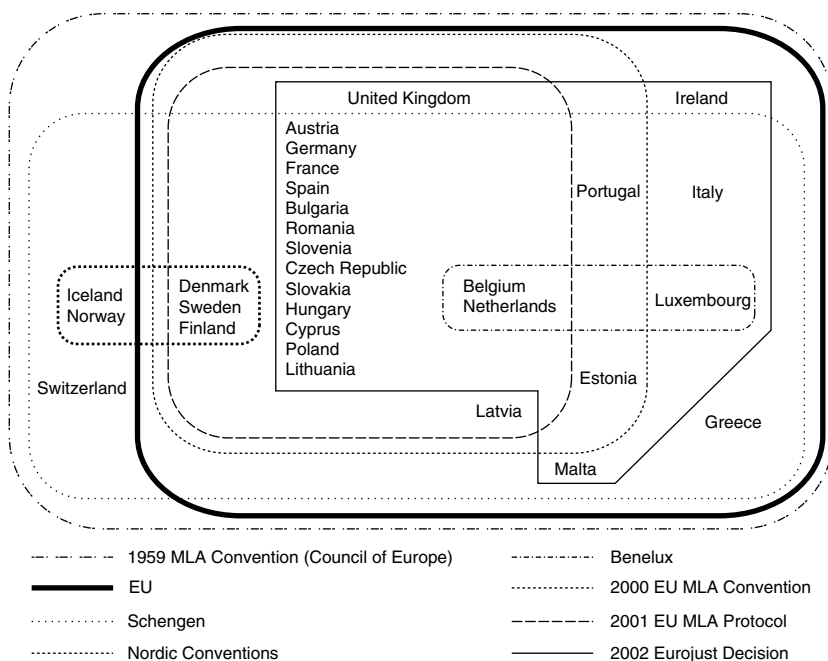 United Kingdom
Ireland
Austria
Germany
France
Spain
Bulgaria
Romania
Slovenia
Czech Republic
Slovakia
Hungary
Cyprus
Poland
Lithuania
Portugal
Italy
Iceland
Norway
Denmark
Sweden
Finland
Belgium
Netherlands
Luxembourg
Switzerland
Estonia
Latvia
Greece
Malta
1959 MLA Convention (Council of Europe)
EU
Schengen
Nordic Conventions
Benelux
2000 EU MLA Convention
2001 EU MLA Protocol
2002 Eurojust Decision